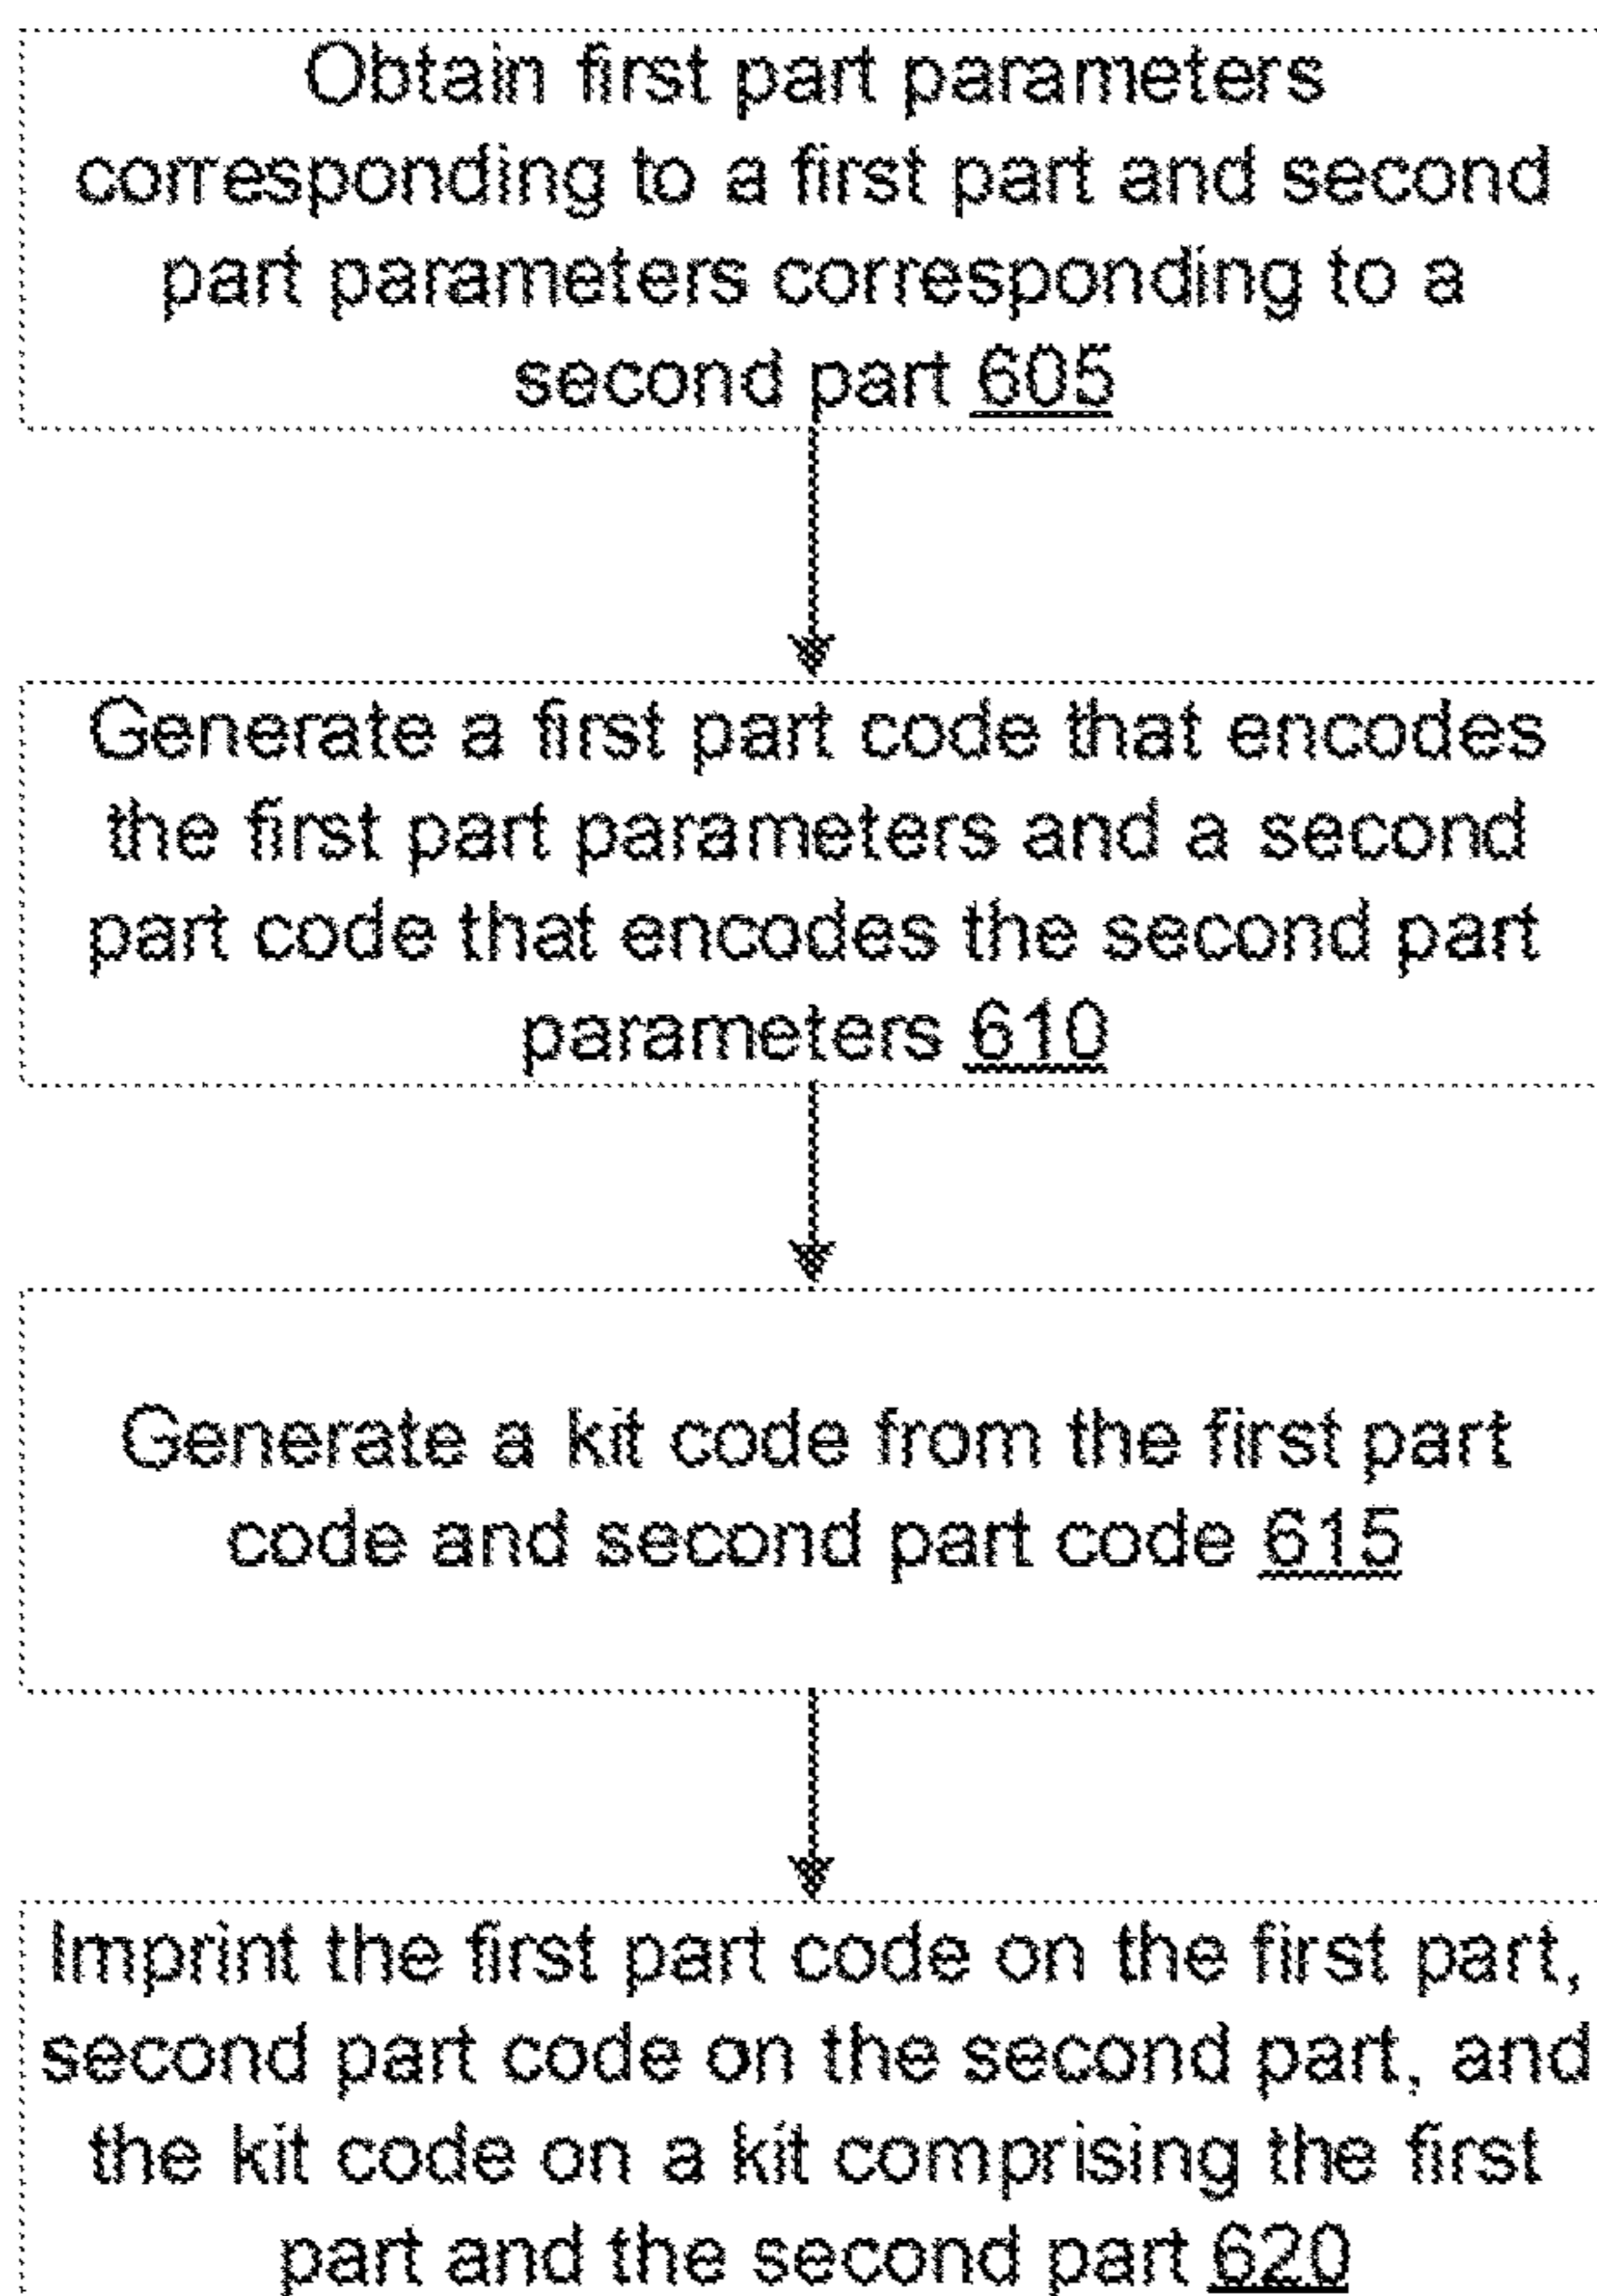 Obtain first part parameters
corresponding to a first part and second
part parameters corresponding to a
second part 605
Generate a first part code that encodes
the first part parameters and a second
part code that encodes the second part
parameters 610
Generate a kit code from the first part
code and second part code 615
Imprint the first part code on the first part,
second part code on the second part, and
the kit code on a kit comprising the first
part and the second part 620